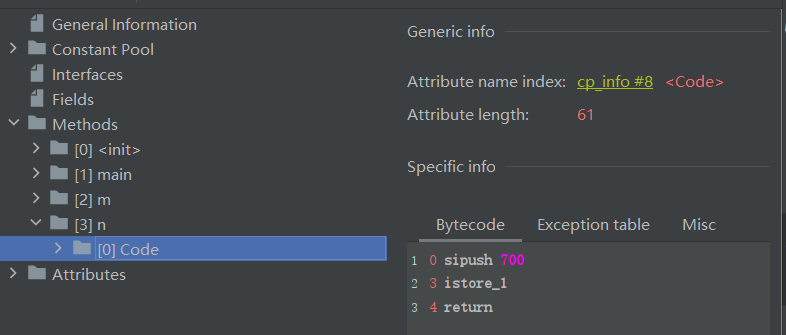 General Information
Constant Pool
Interfaces
Fields
Methods
[0] <init>
[1] main
[2] m
[3] n
[0] Code
Attributes
Generic info
Attribute name index: cp_info #8 <Code>
Attribute length: 61
Specific info
Bytecode Exception table Misc
1 0 sipush 700
2 3 istore_1
3 4 return